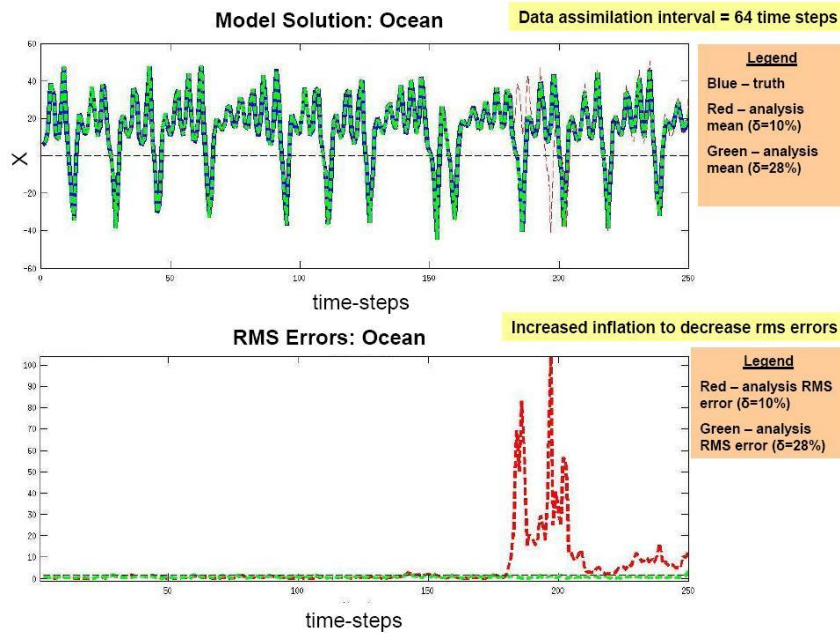 Model Solution: Ocean
Data assimilation interval = 64 time steps
60
40
20
0
-20
-40
-60
X
0
50
100
150
200
250
time-steps
Legend
Blue – truth
Red – analysis
mean (δ=10%)
Green – analysis
mean (δ=28%)
RMS Errors: Ocean
Increased inflation to decrease rms errors
100
90
80
70
60
50
40
30
20
10
0
0
50
100
150
200
250
time-steps
Legend
Red – analysis RMS
error (δ=10%)
Green – analysis
RMS error (δ=28%)